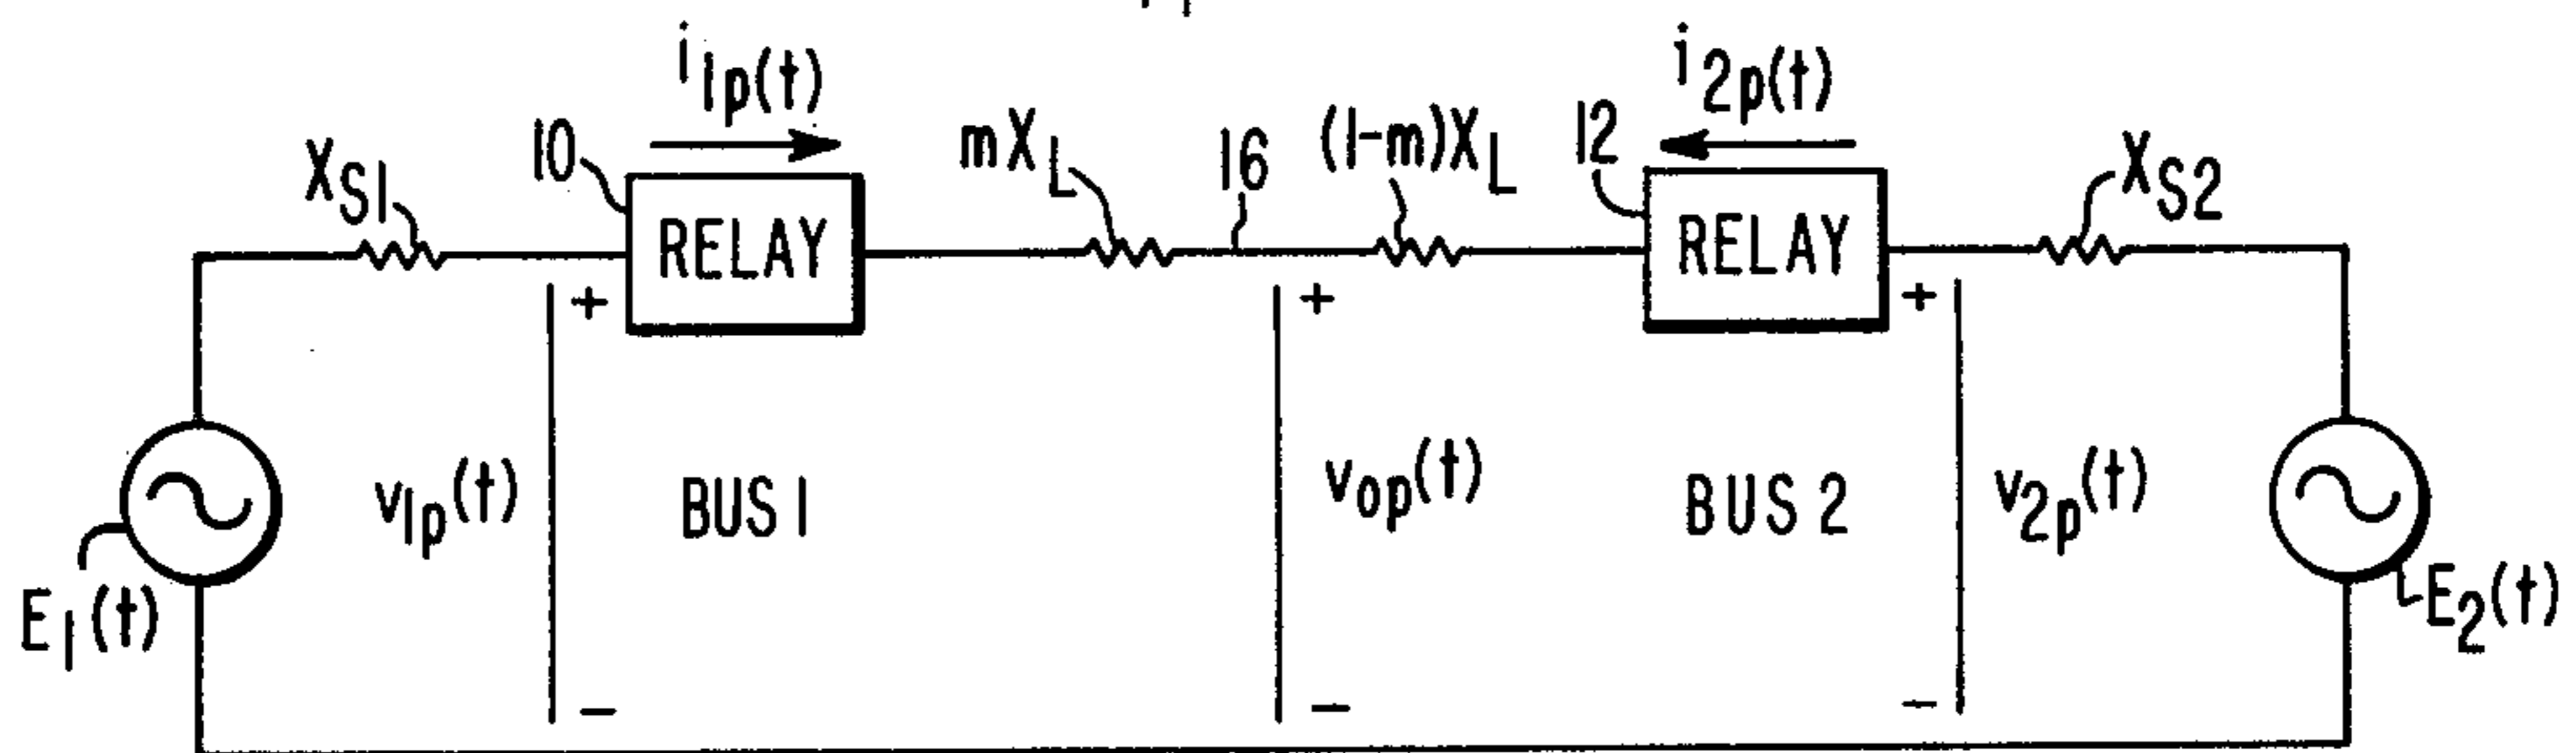 i1p(t)
i2p(t)
XS1
10
mXL
16
(1-m)XL
12
XS2
RELAY
RELAY
+
+
+
v1p(t)
BUS 1
vop(t)
BUS 2
v2p(t)
E1(t)
E2(t)
−
−
−